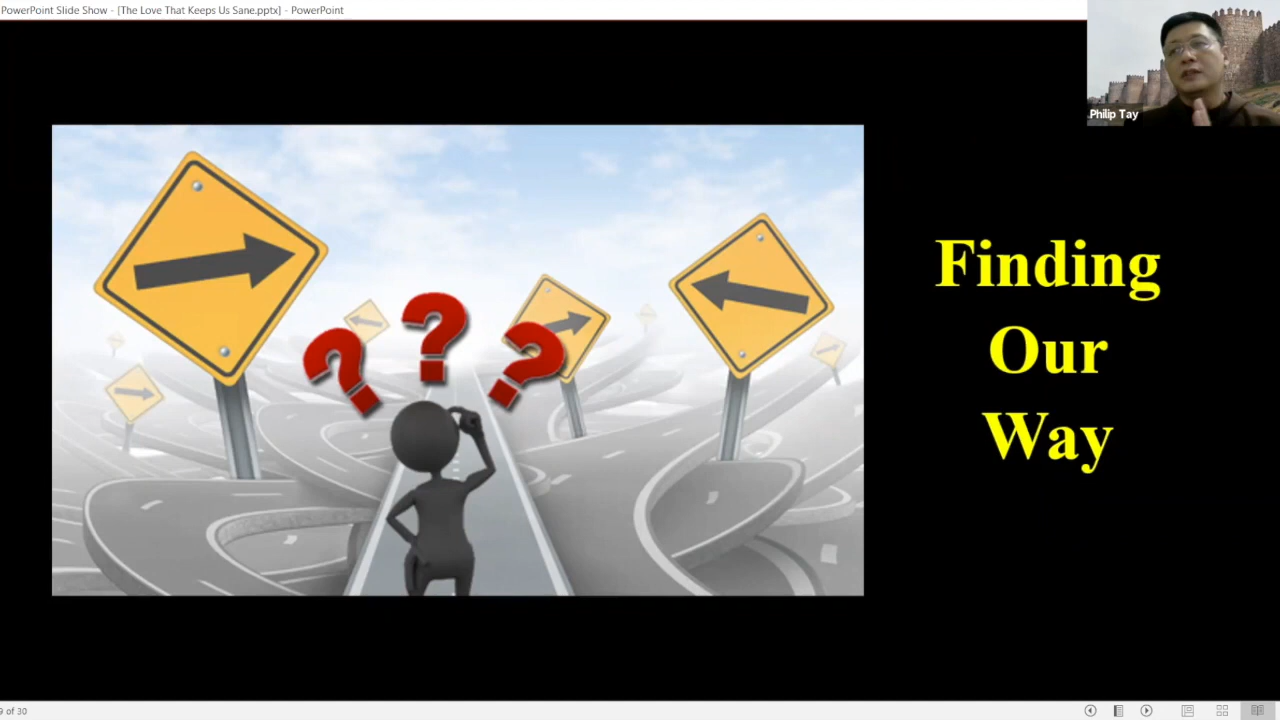 PowerPoint Slide Show - [The Love That Keeps Us Sane.pptx] - PowerPoint
Philip Tay
Finding
Our
Way
9 of 30